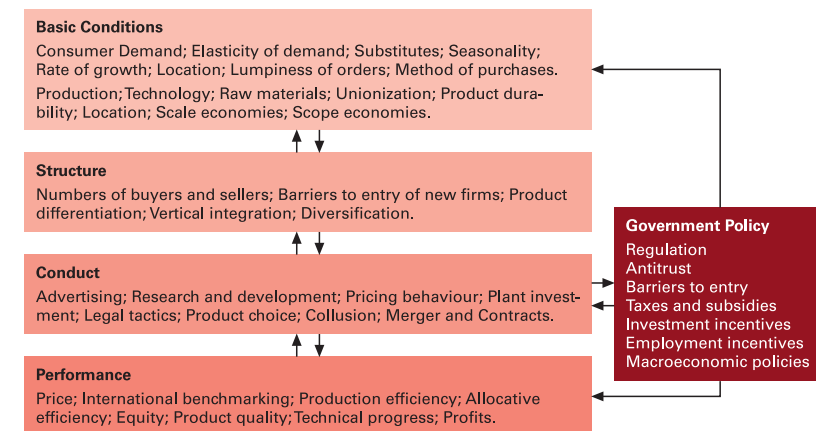 Basic Conditions
Consumer Demand; Elasticity of demand; Substitutes; Seasonality;
Rate of growth; Location; Lumpiness of orders; Method of purchases.
Production; Technology; Raw materials; Unionization; Product dura-
bility; Location; Scale economies; Scope economies.
Structure
Numbers of buyers and sellers; Barriers to entry of new firms; Product
differentiation; Vertical integration; Diversification.
Conduct
Advertising; Research and development; Pricing behaviour; Plant invest-
ment; Legal tactics; Product choice; Collusion; Merger and Contracts.
Performance
Price; International benchmarking; Production efficiency; Allocative
efficiency; Equity; Product quality; Technical progress; Profits.
Government Policy
Regulation
Antitrust
Barriers to entry
Taxes and subsidies
Investment incentives
Employment incentives
Macroeconomic policies